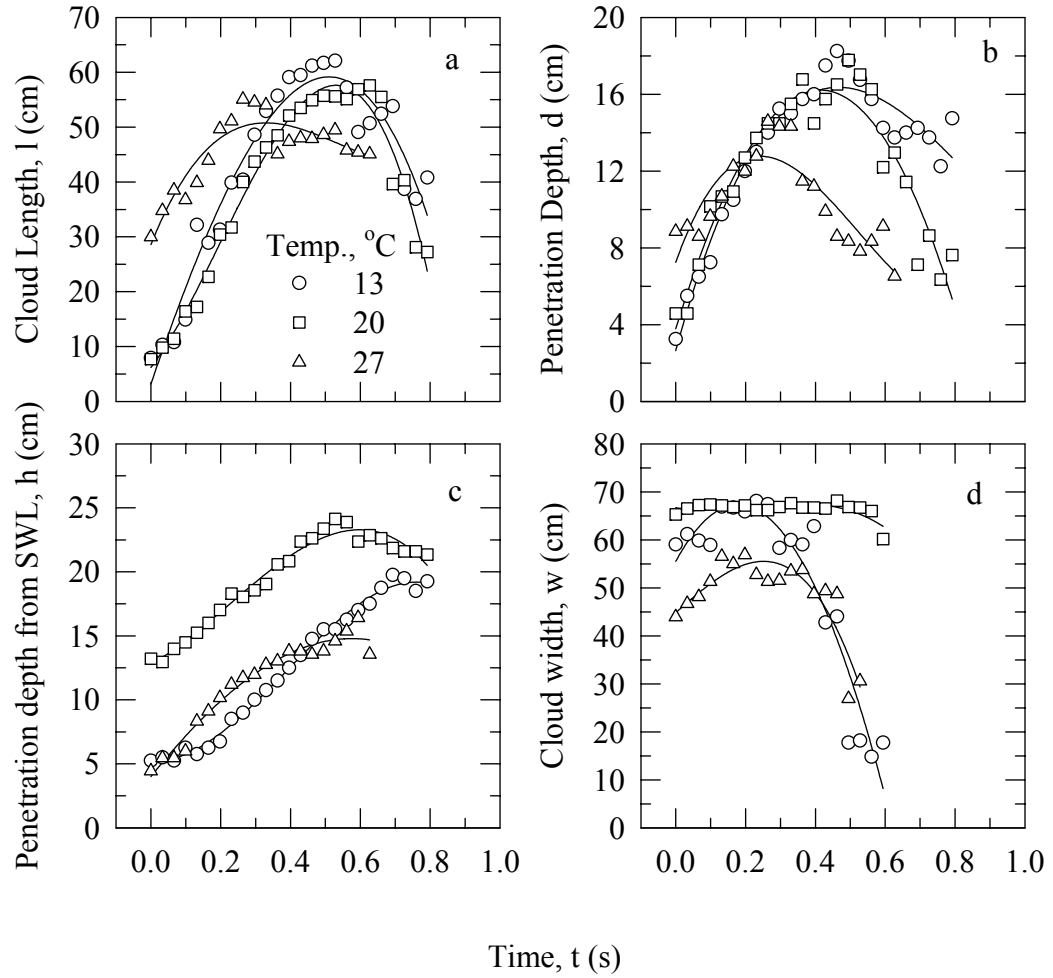 Cloud Length, l (cm)
70
60
50
40
30
20
10
0
a
Temp., °C
13
20
27
Penetration Depth, d (cm)
20
16
12
8
4
0
b
Penetration depth from SWL, h (cm)
30
25
20
15
10
5
0
c
0.0 0.2 0.4 0.6 0.8 1.0
Cloud width, w (cm)
80
70
60
50
40
30
20
10
0
d
0.0 0.2 0.4 0.6 0.8 1.0
Time, t (s)